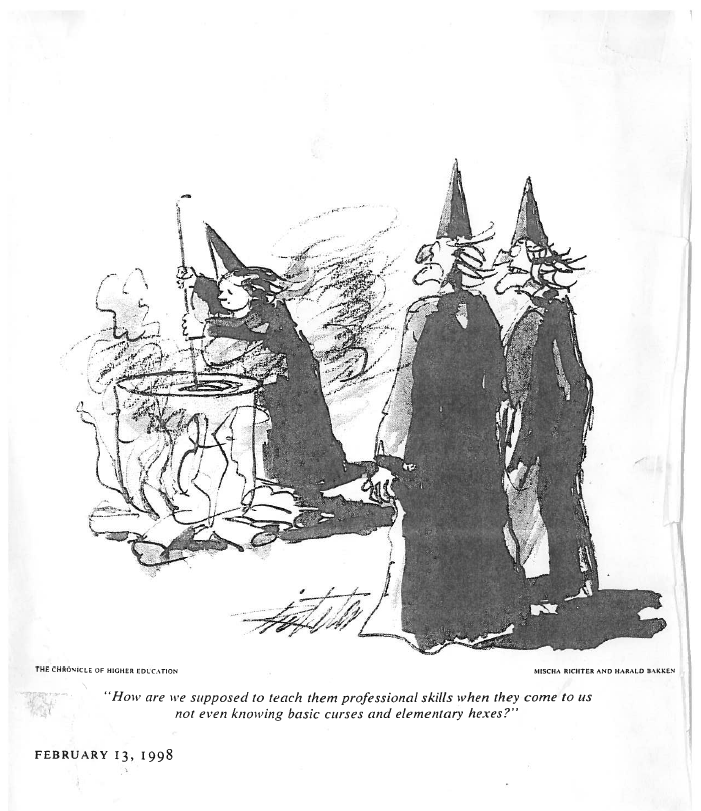 THE CHRONICLE OF HIGHER EDUCATION
MISCHA RICHTER AND HARALD BAKKEN
"How are we supposed to teach them professional skills when they come to us
not even knowing basic curses and elementary hexes?"
FEBRUARY 13, 1998